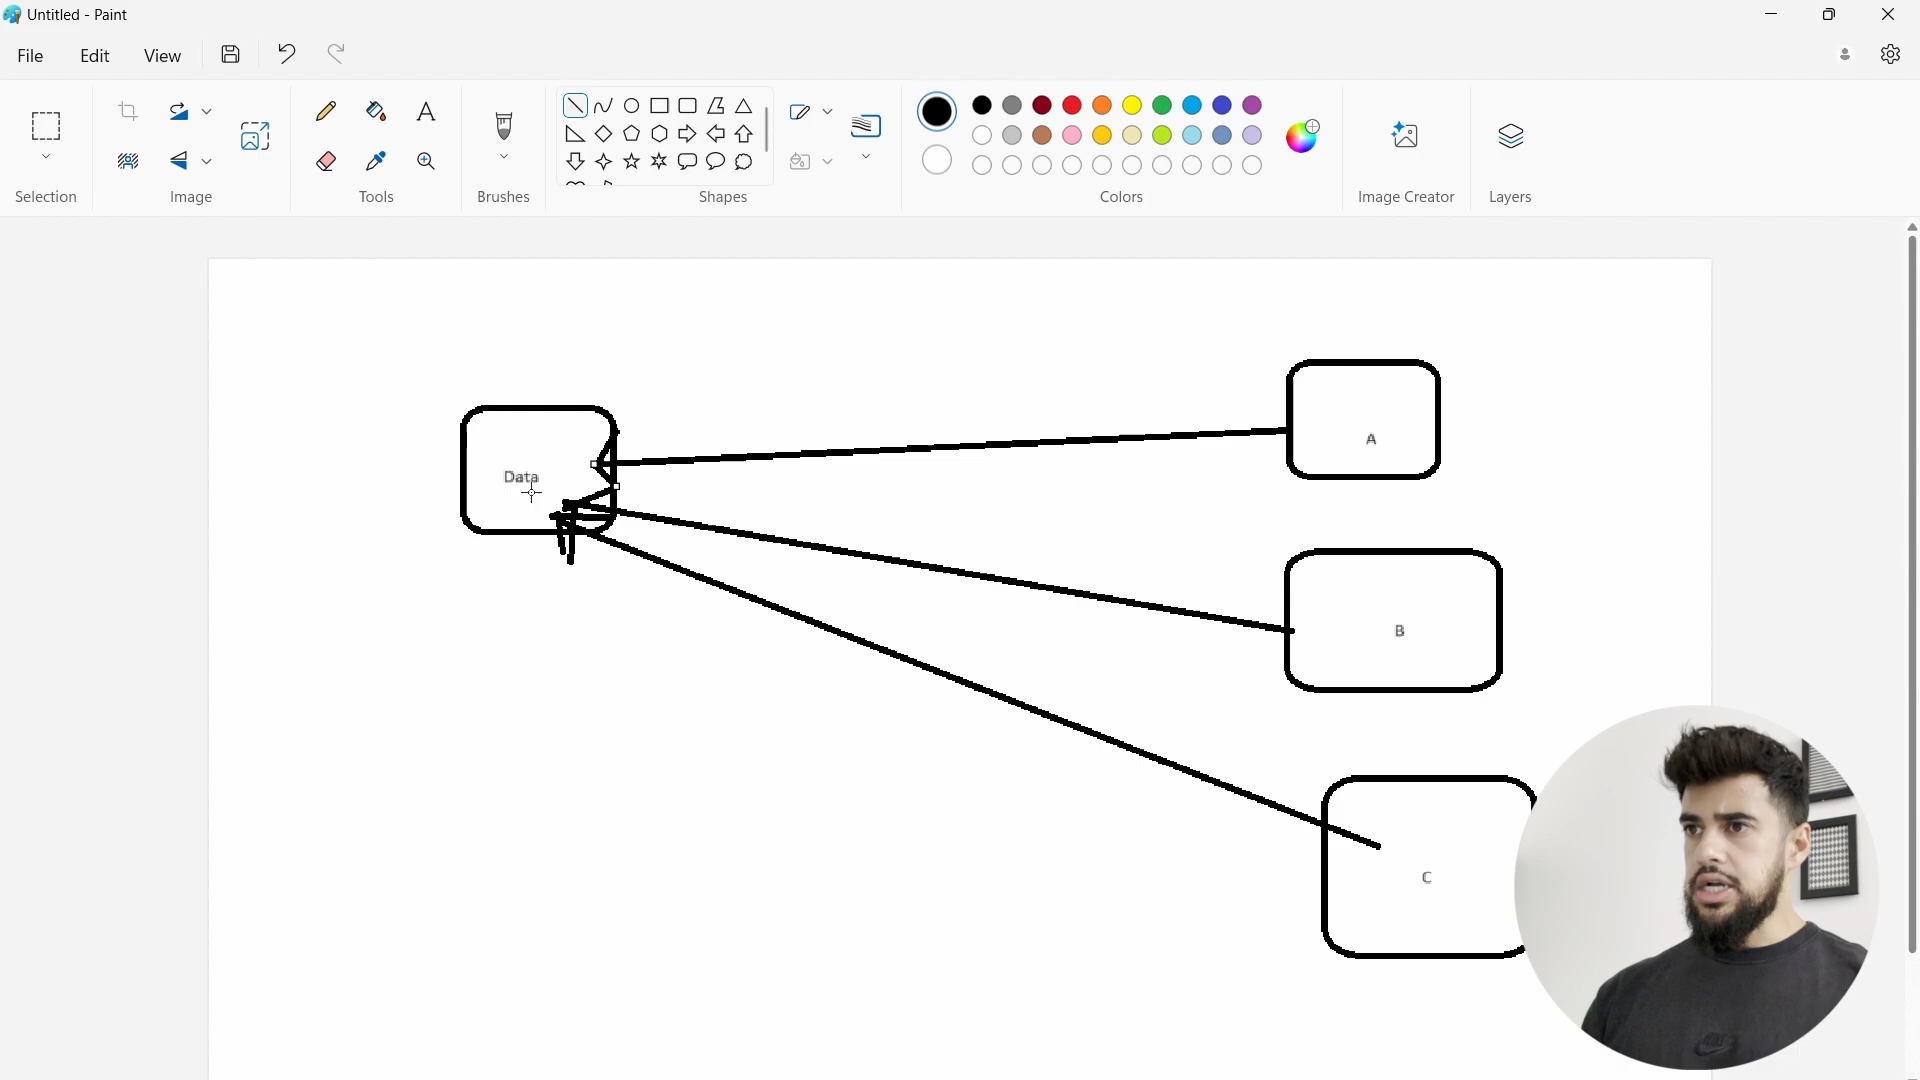 Untitled - Paint
File Edit View
Selection Image Tools Brushes Shapes Colors Image Creator Layers
A
Data
B
C